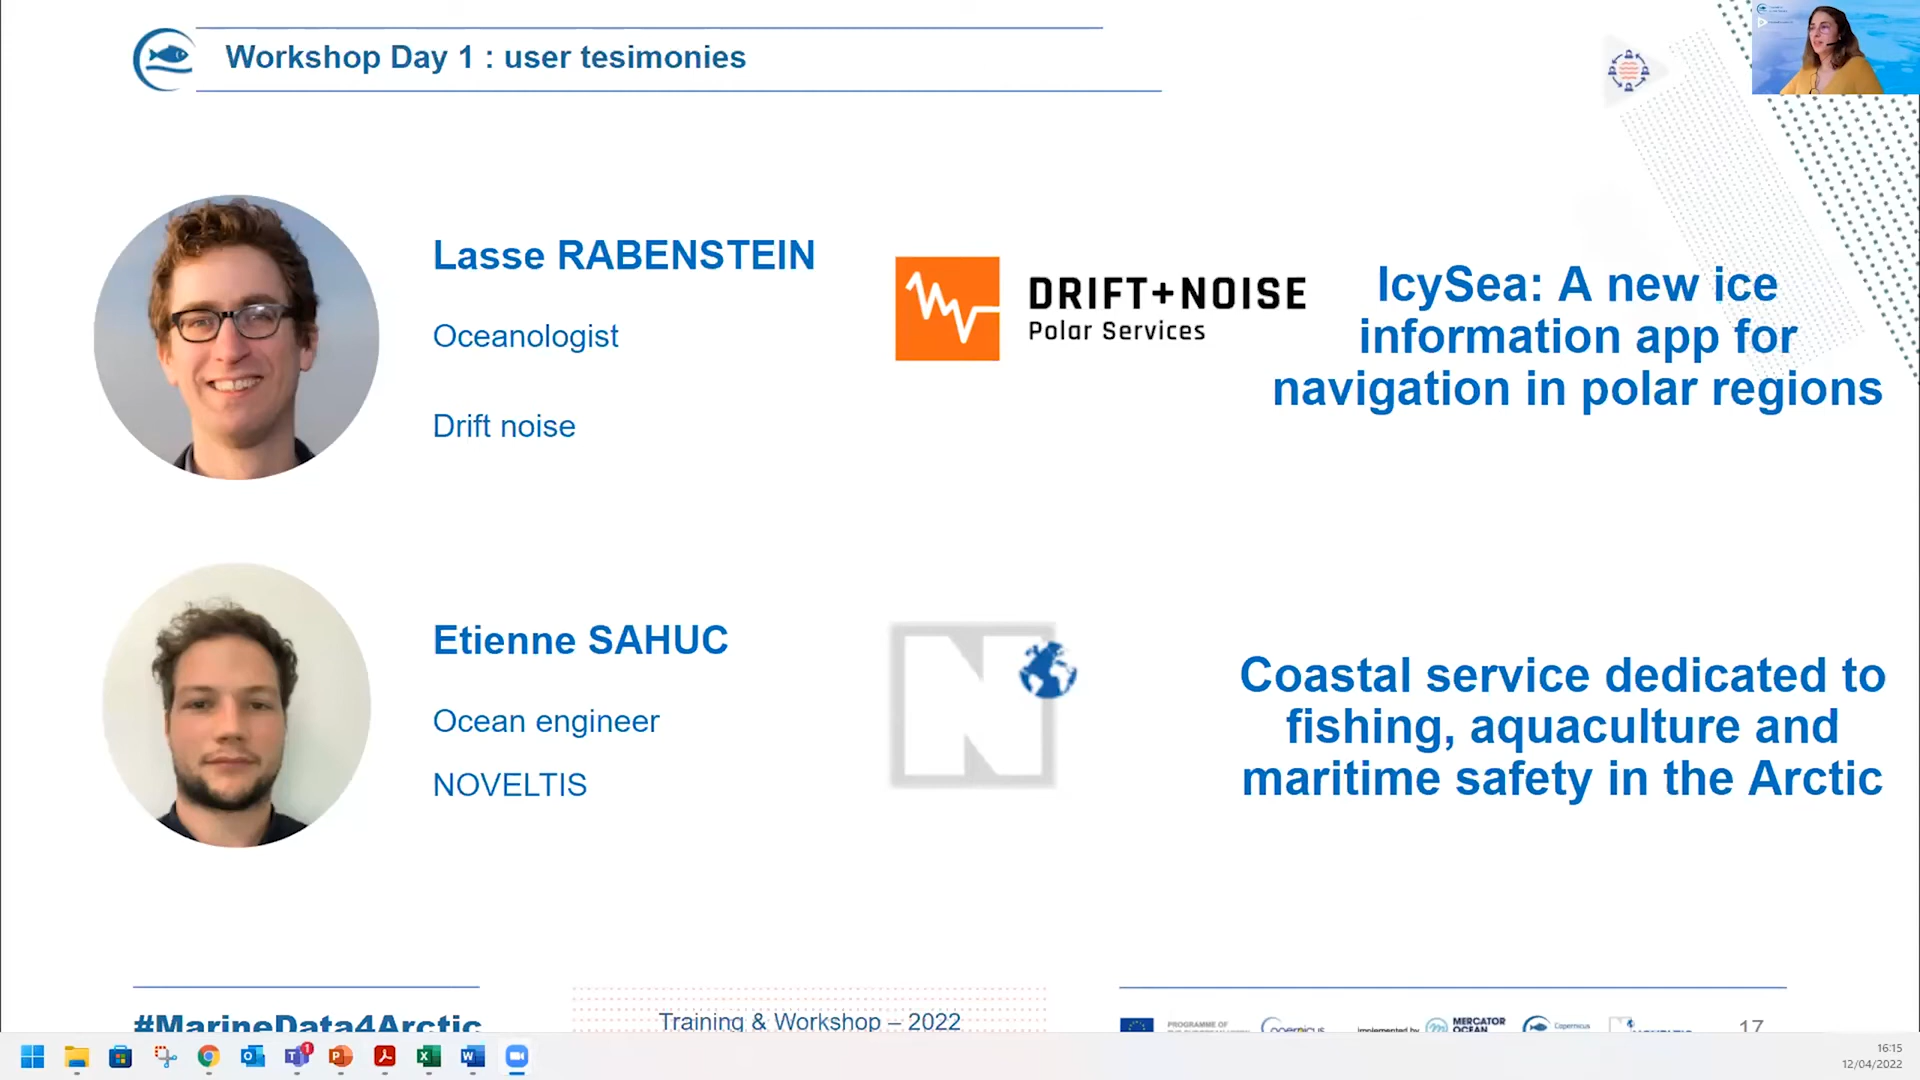 Workshop Day 1 : user tesimonies
Lasse RABENSTEIN
Oceanologist
Drift noise
DRIFT+NOISE
Polar Services
IcySea: A new ice
information app for
navigation in polar regions
Etienne SAHUC
Ocean engineer
NOVELTIS
N
Coastal service dedicated to
fishing, aquaculture and
maritime safety in the Arctic
#MarineData4Arctic
Training & Workshop – 2022
PROGRAMME OF
Copernicus
implemented by
MERCATOR
OCEAN
Copernicus
17
1
16:15
12/04/2022